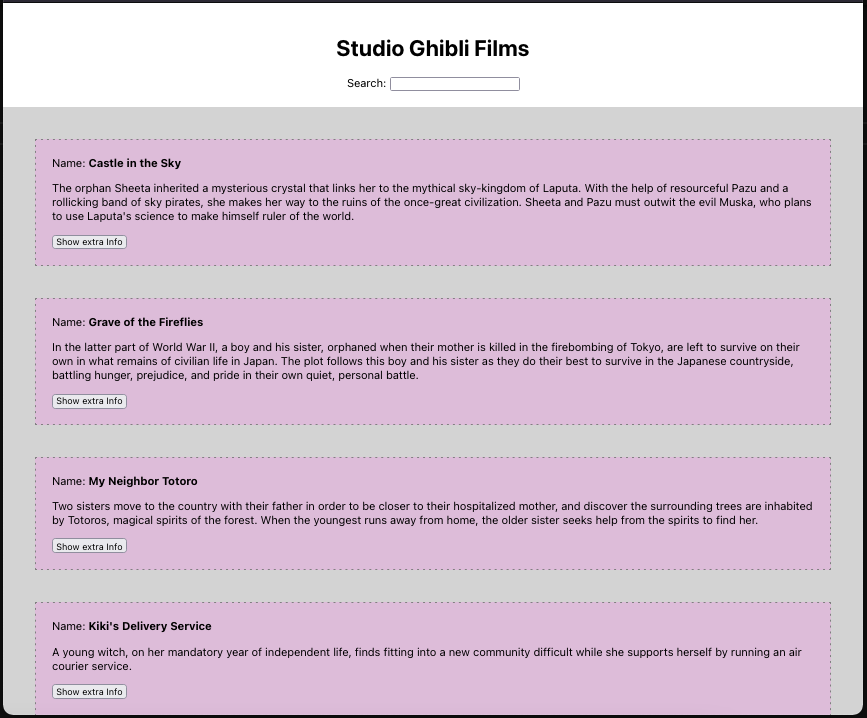 Studio Ghibli Films
Search:
Name: Castle in the Sky
The orphan Sheeta inherited a mysterious crystal that links her to the mythical sky-kingdom of Laputa. With the help of resourceful Pazu and a
rollicking band of sky pirates, she makes her way to the ruins of the once-great civilization. Sheeta and Pazu must outwit the evil Muska, who plans
to use Laputa's science to make himself ruler of the world.
Show extra Info
Name: Grave of the Fireflies
In the latter part of World War II, a boy and his sister, orphaned when their mother is killed in the firebombing of Tokyo, are left to survive on their
own in what remains of civilian life in Japan. The plot follows this boy and his sister as they do their best to survive in the Japanese countryside,
battling hunger, prejudice, and pride in their own quiet, personal battle.
Show extra Info
Name: My Neighbor Totoro
Two sisters move to the country with their father in order to be closer to their hospitalized mother, and discover the surrounding trees are inhabited
by Totoros, magical spirits of the forest. When the youngest runs away from home, the older sister seeks help from the spirits to find her.
Show extra Info
Name: Kiki's Delivery Service
A young witch, on her mandatory year of independent life, finds fitting into a new community difficult while she supports herself by running an air
courier service.
Show extra Info